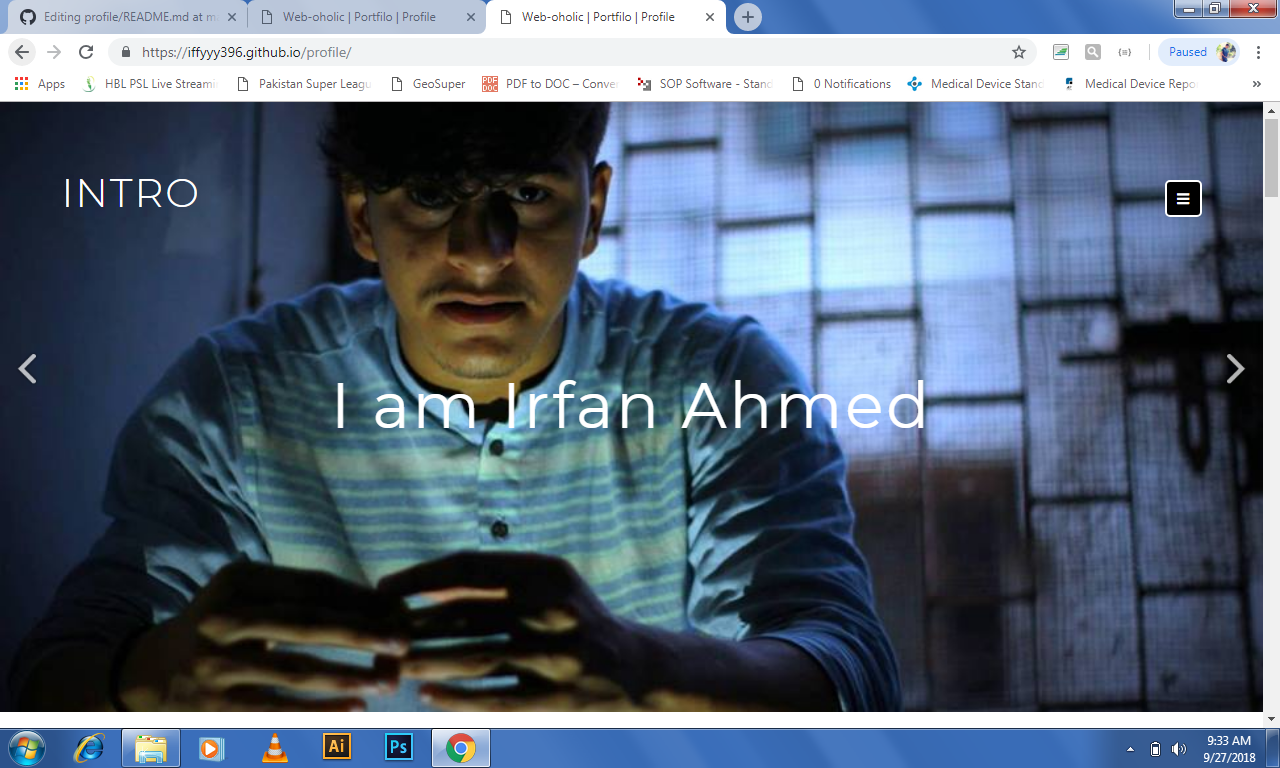 Editing profile/README.md at m
Web-oholic | Portfilo | Profile
Web-oholic | Portfilo | Profile
https://iffyyy396.github.io/profile/
Paused
Apps
HBL PSL Live Streami
Pakistan Super Leag
GeoSuper
PDF to DOC – Conver
SOP Software - Stand
0 Notifications
Medical Device Stand
Medical Device Repo
»
INTRO
I am Irfan Ahmed
Ai
Ps
9:33 AM
9/27/2018